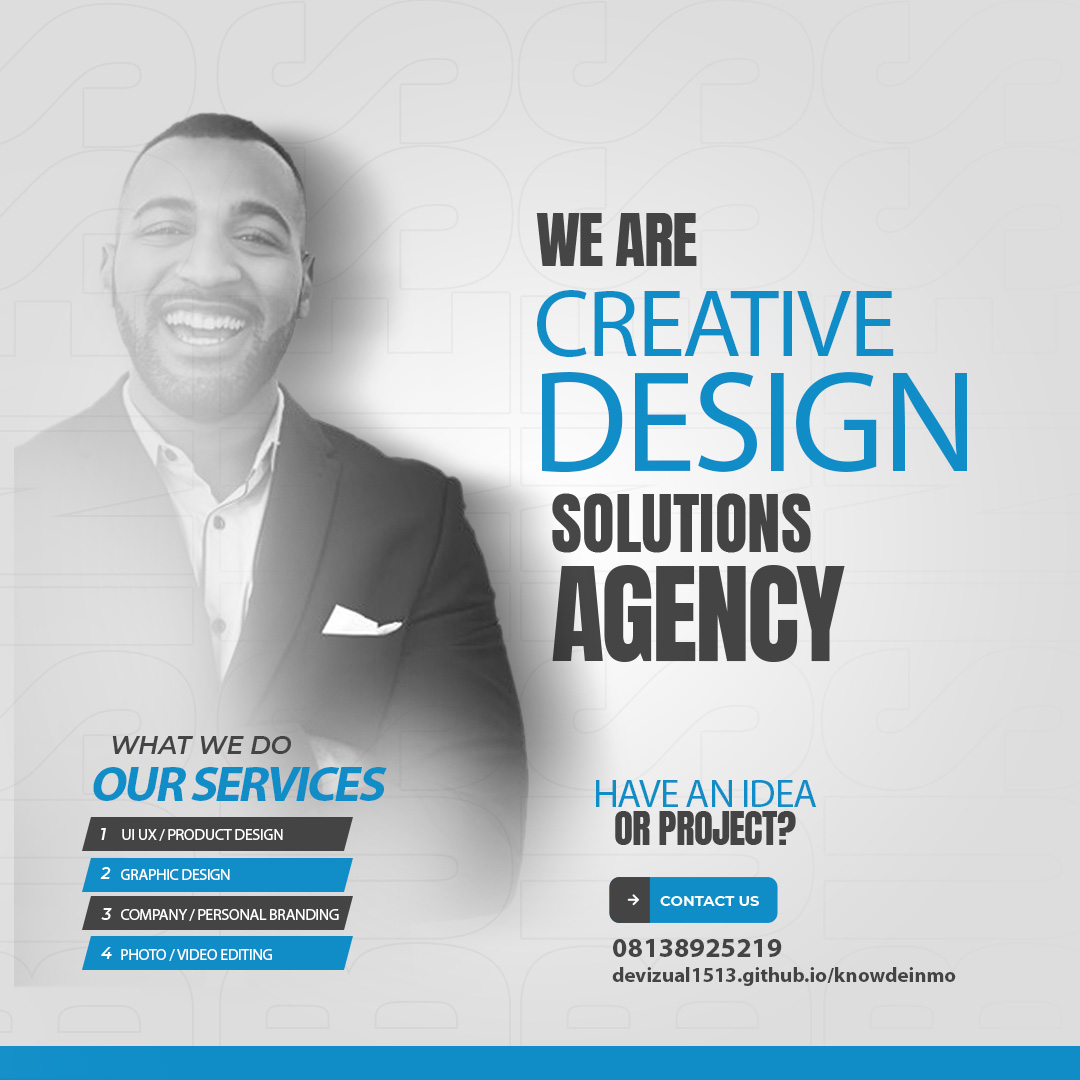 WE ARE
CREATIVE
DESIGN
SOLUTIONS
AGENCY
WHAT WE DO
OUR SERVICES
1 UI UX / PRODUCT DESIGN
2 GRAPHIC DESIGN
3 COMPANY / PERSONAL BRANDING
4 PHOTO / VIDEO EDITING
HAVE AN IDEA
OR PROJECT?
→ CONTACT US
08138925219
devizual1513.github.io/knowdeinmo